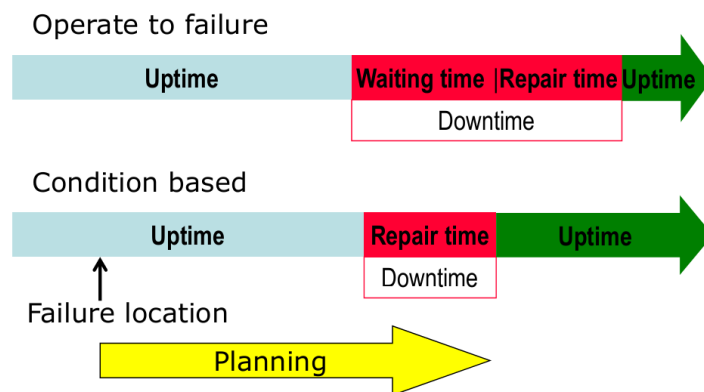 Operate to failure
Uptime Waiting time |Repair time Uptime
Downtime
Condition based
Uptime Repair time Uptime
Downtime
Failure location
Planning